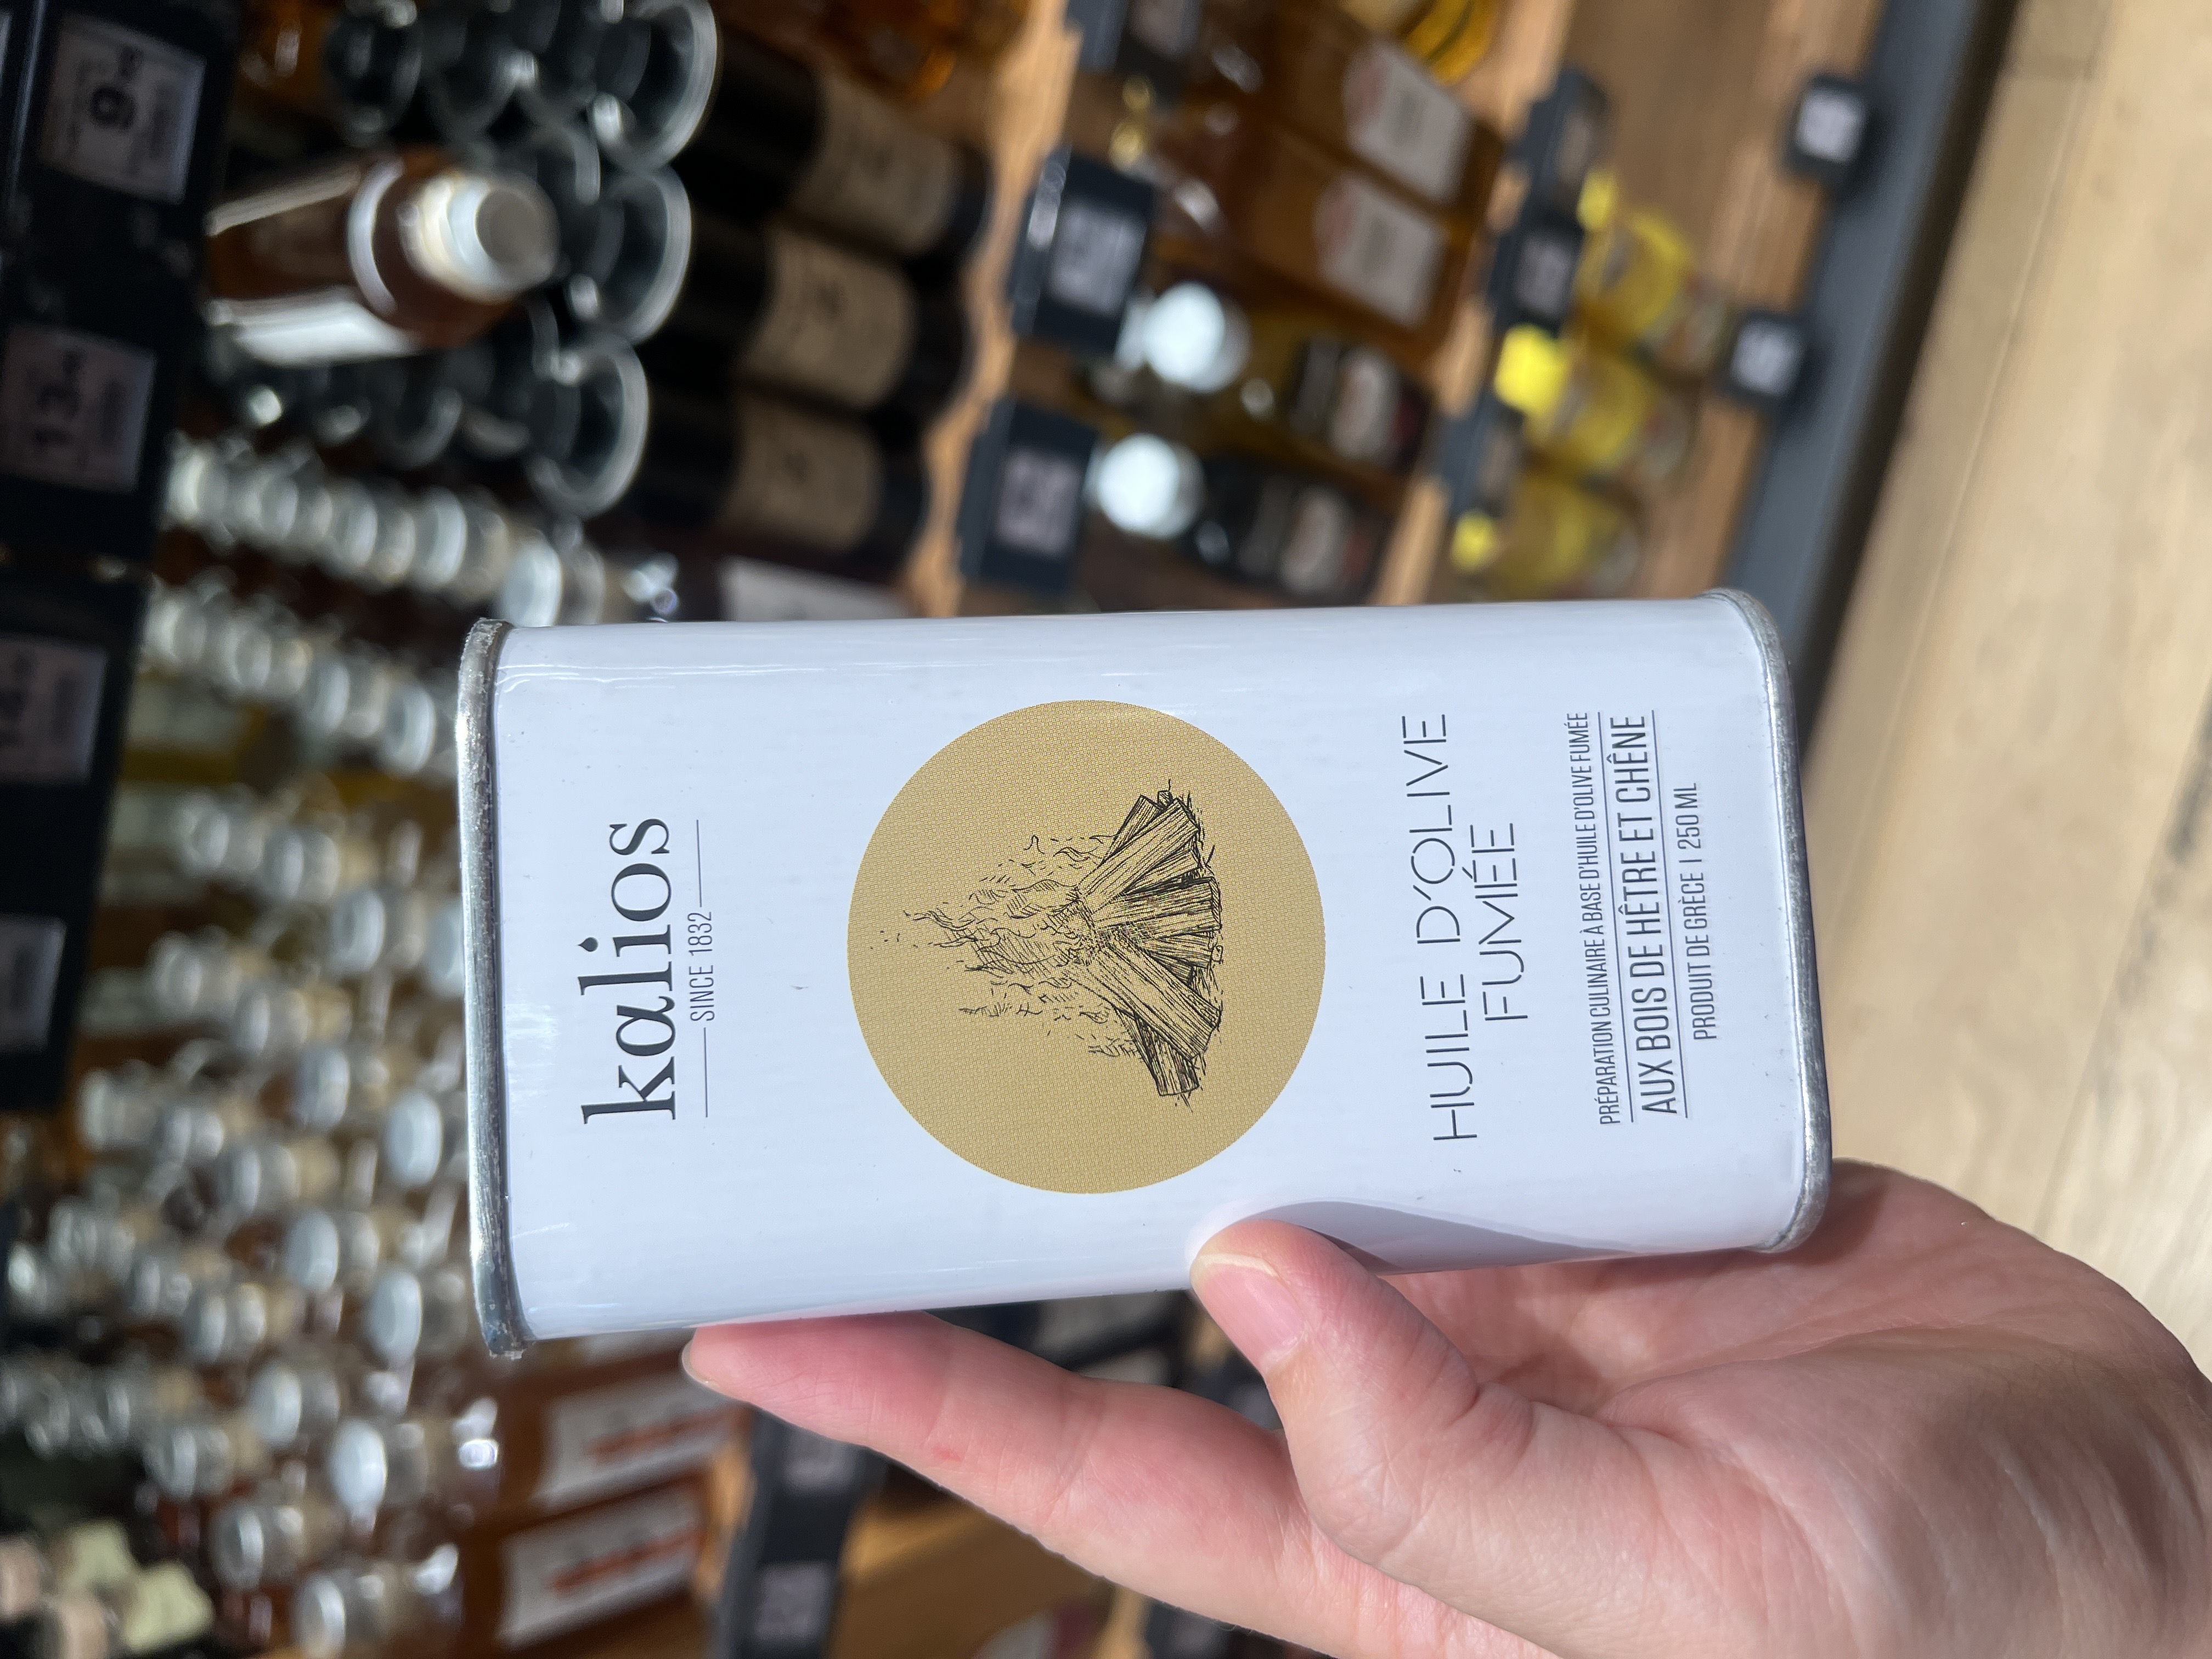 kalios
SINCE 1832
HUILE D'OLIVE
FUMÉE
PRÉPARATION CULINAIRE À BASE D'HUILE D'OLIVE FUMÉE
AUX BOIS DE HÊTRE ET CHÊNE
PRODUIT DE GRÈCE | 250 ML